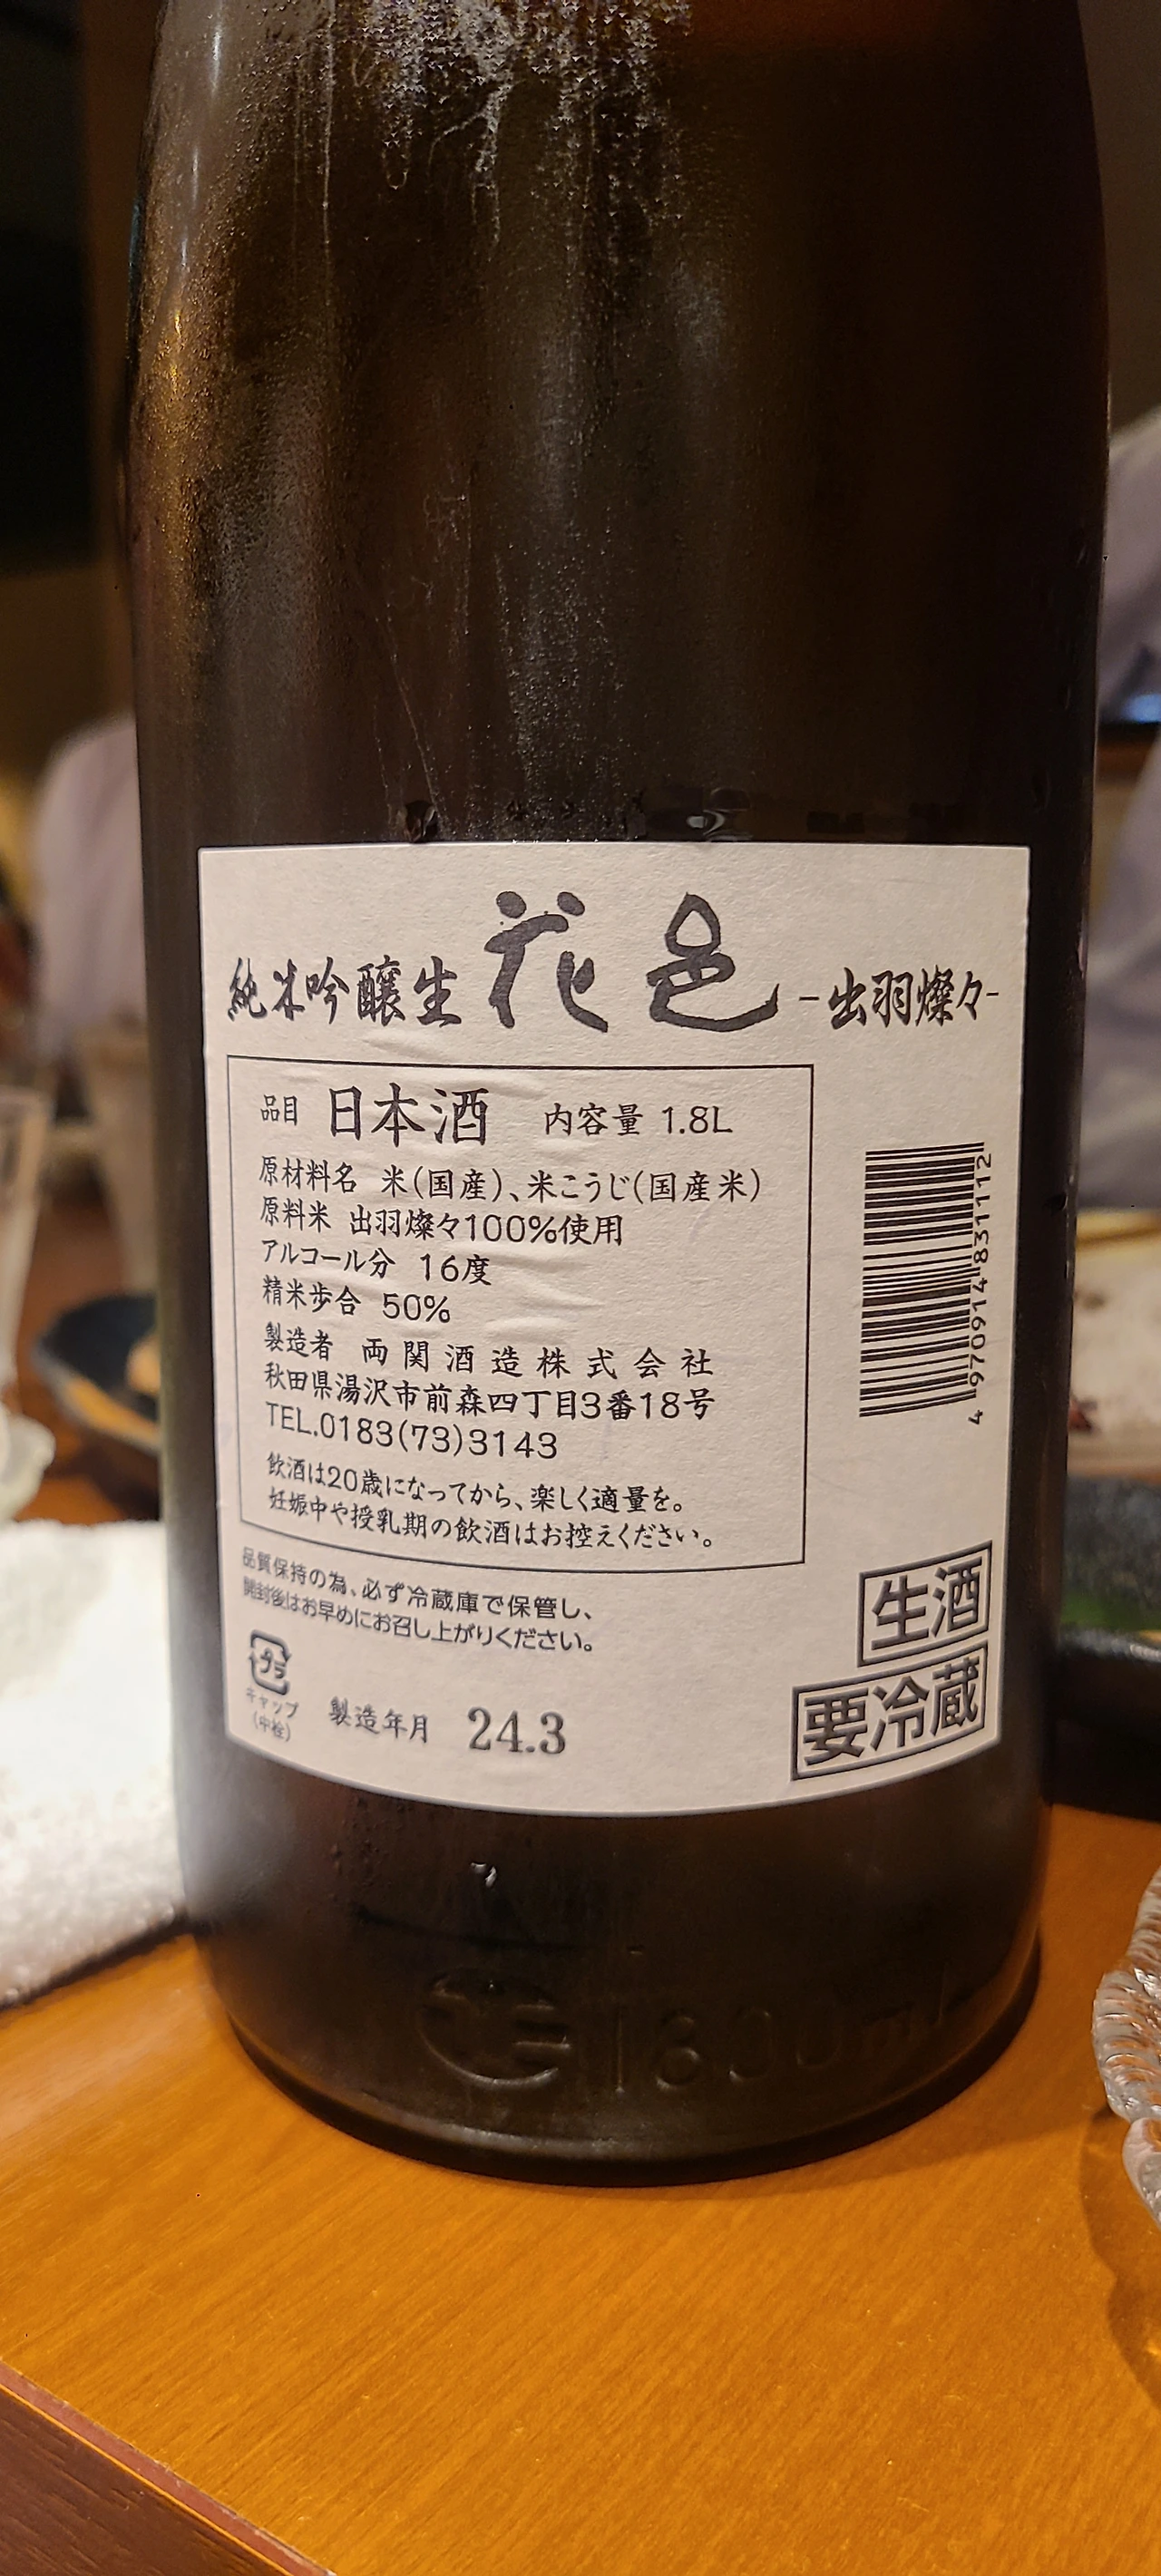 純米吟醸生 花邑 -出羽燦々-
品目 日本酒 内容量 1.8L
原材料名 米(国産)、米こうじ(国産米)
原料米 出羽燦々100%使用
アルコール分 16度
精米歩合 50%
製造者 両関酒造株式会社
秋田県湯沢市前森四丁目3番18号
TEL.0183(73)3143
飲酒は20歳になってから、楽しく適量を。
妊娠中や授乳期の飲酒はお控えください。
4970914831112
品質保持の為、必ず冷蔵庫で保管し、
開封後はお早めにお召し上がりください。
生酒
要冷蔵
プラ
キャップ
(中栓)
製造年月 24.3
1800ml